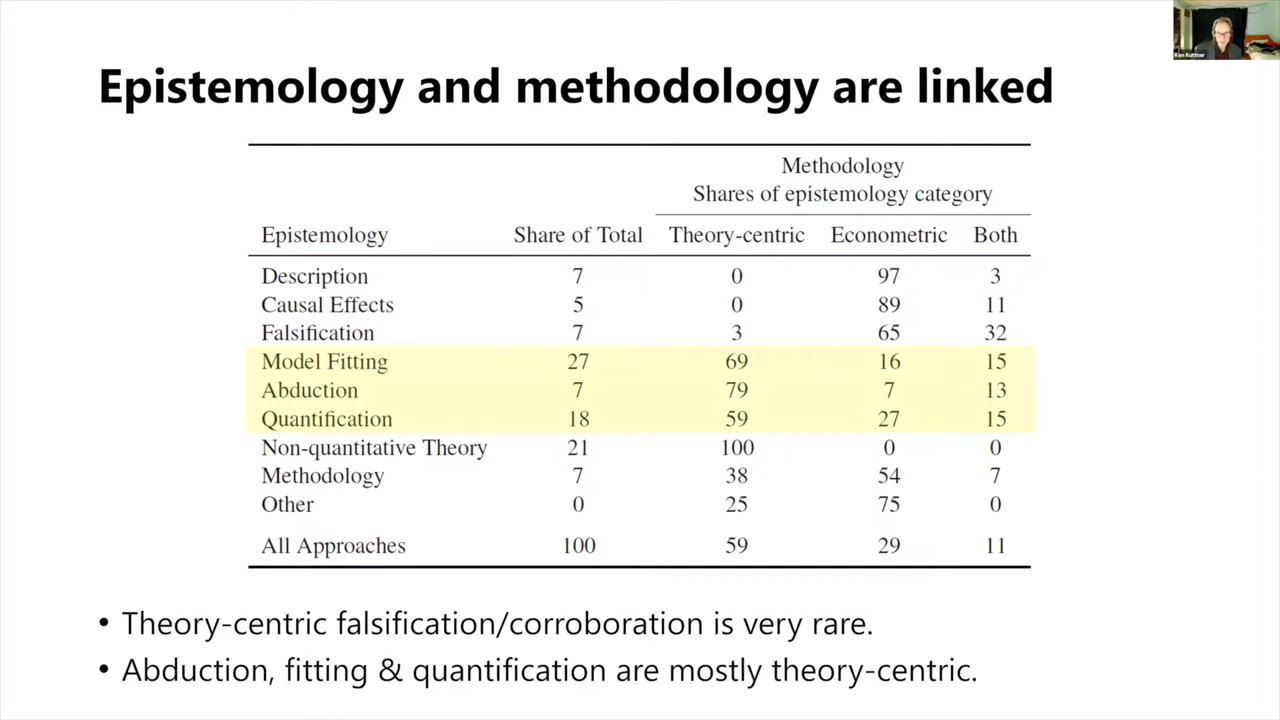 Ken Kuttner
Epistemology and methodology are linked
Methodology
Shares of epistemology category
Epistemology Share of Total Theory-centric Econometric Both
Description 7 0 97 3
Causal Effects 5 0 89 11
Falsification 7 3 65 32
Model Fitting 27 69 16 15
Abduction 7 79 7 13
Quantification 18 59 27 15
Non-quantitative Theory 21 100 0 0
Methodology 7 38 54 7
Other 0 25 75 0
All Approaches 100 59 29 11
• Theory-centric falsification/corroboration is very rare.
• Abduction, fitting & quantification are mostly theory-centric.